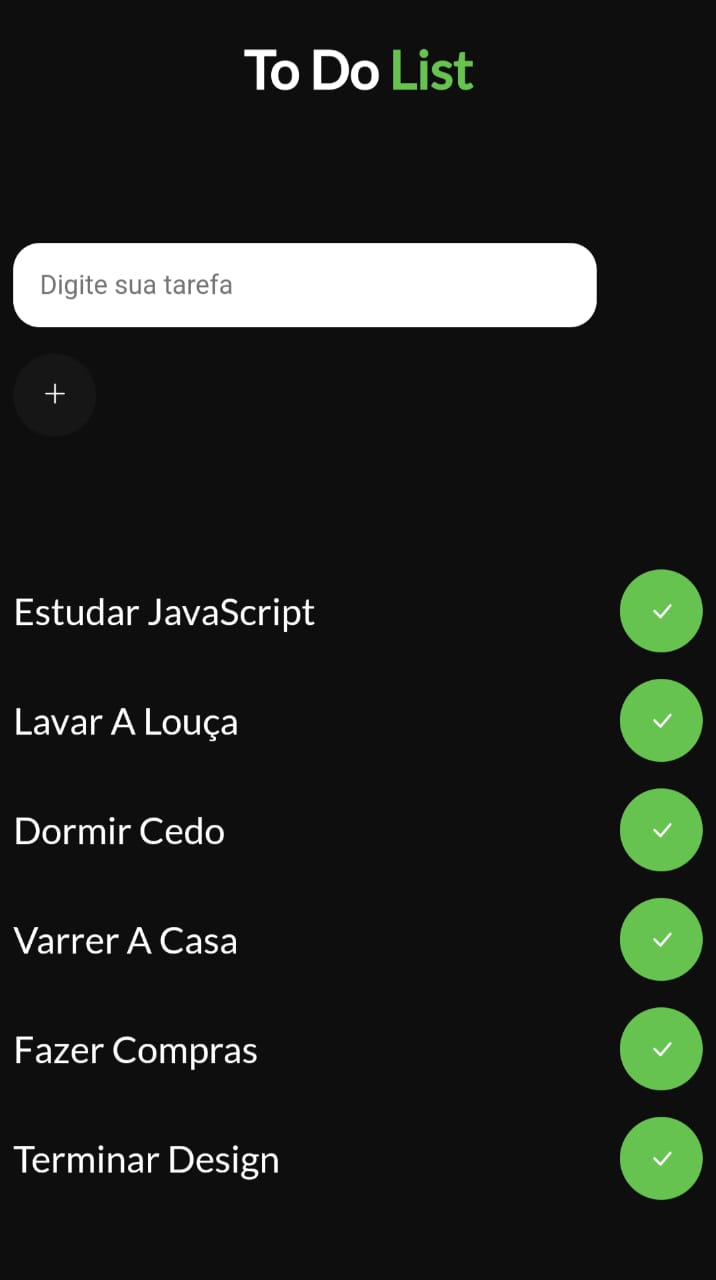 To Do List
Digite sua tarefa
+
Estudar JavaScript
Lavar A Louça
Dormir Cedo
Varrer A Casa
Fazer Compras
Terminar Design